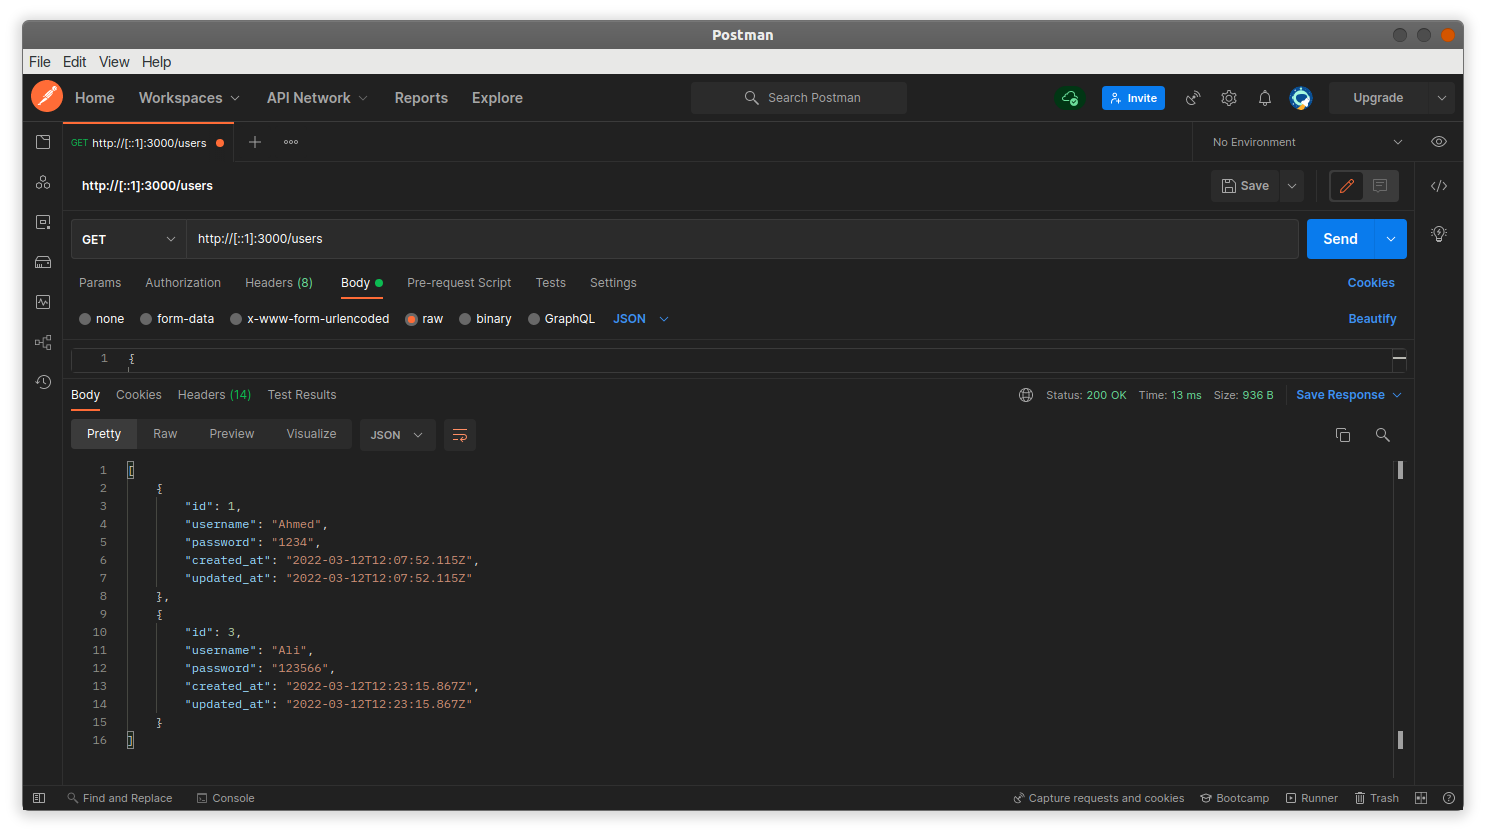 Postman
File Edit View Help
Home Workspaces API Network Reports Explore Search Postman Invite Upgrade
GET http://[::1]:3000/users No Environment
http://[::1]:3000/users Save
GET http://[::1]:3000/users Send
Params Authorization Headers (8) Body Pre-request Script Tests Settings Cookies
none form-data x-www-form-urlencoded raw binary GraphQL JSON Beautify
1 {
Body Cookies Headers (14) Test Results Status: 200 OK Time: 13 ms Size: 936 B Save Response
Pretty Raw Preview Visualize JSON
1 [
2 {
3 "id": 1,
4 "username": "Ahmed",
5 "password": "1234",
6 "created_at": "2022-03-12T12:07:52.115Z",
7 "updated_at": "2022-03-12T12:07:52.115Z"
8 },
9 {
10 "id": 3,
11 "username": "Ali",
12 "password": "123566",
13 "created_at": "2022-03-12T12:23:15.867Z",
14 "updated_at": "2022-03-12T12:23:15.867Z"
15 }
16 ]
Find and Replace Console Capture requests and cookies Bootcamp Runner Trash